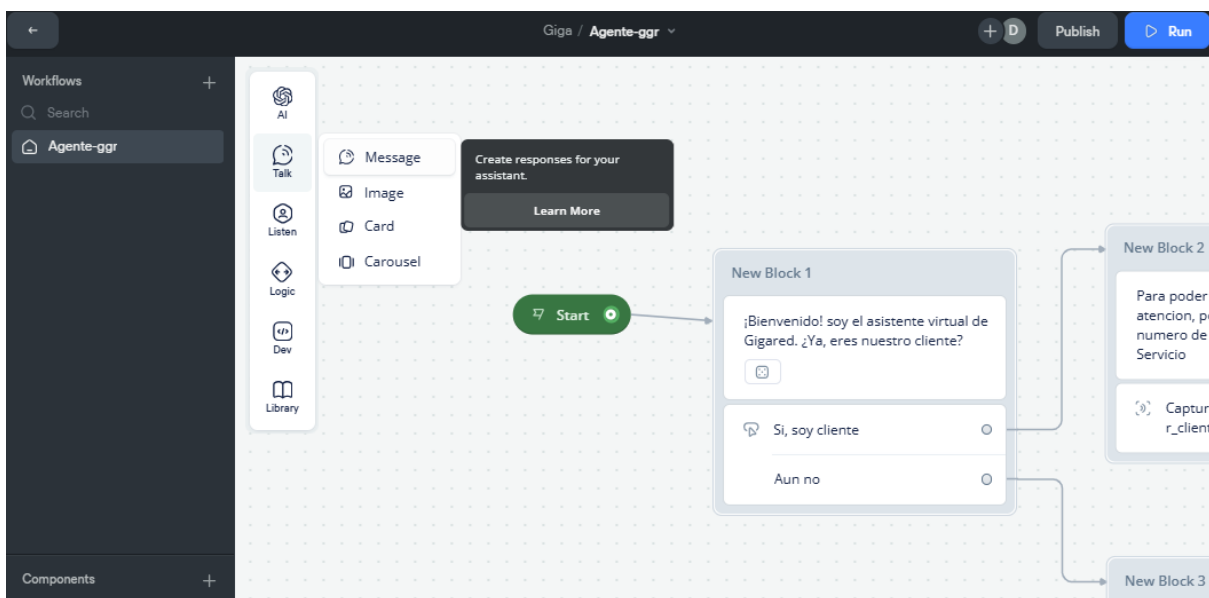 Giga / Agente-ggr
D
Publish
Run
Workflows
Search
Agente-ggr
Components
AI
Talk
Listen
Logic
Dev
Library
Message
Image
Card
Carousel
Create responses for your
assistant.
Learn More
Start
New Block 1
¡Bienvenido! soy el asistente virtual de
Gigared. ¿Ya, eres nuestro cliente?
Si, soy cliente
Aun no
New Block 2
Para poder
atencion,
numero de
Servicio
New Block 3